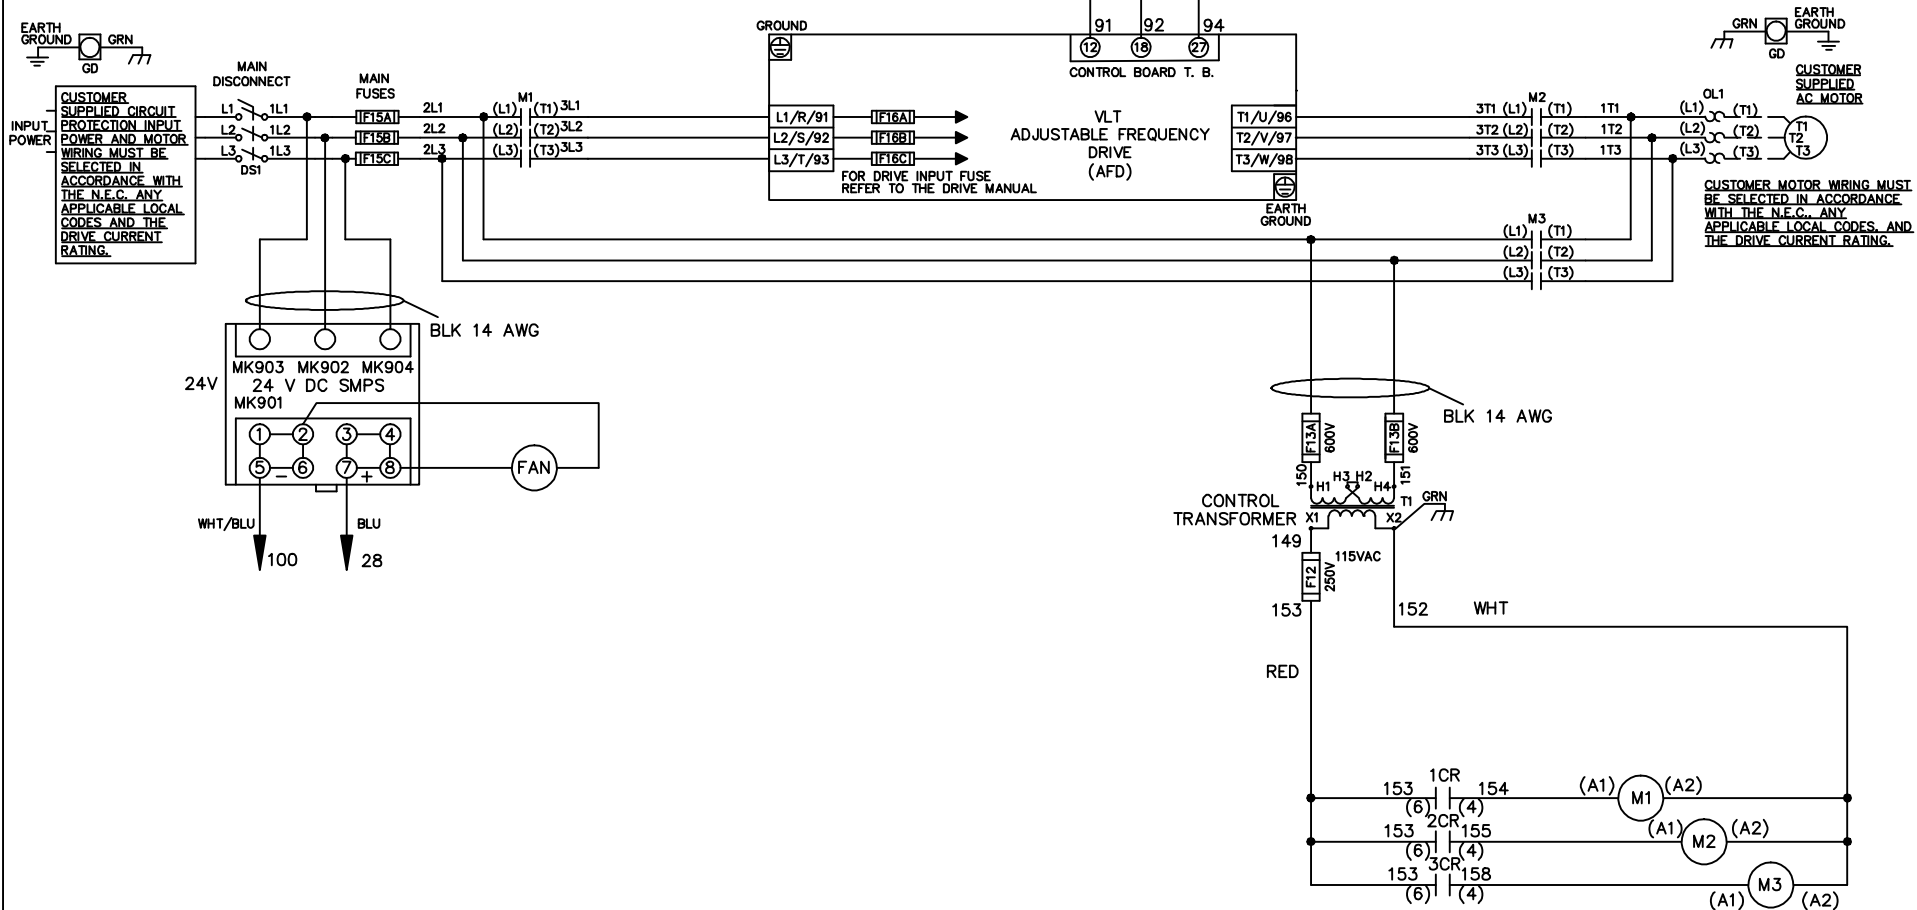 91 92 94
EARTH
GROUND
GRN
GD
GROUND
12 18 27
CONTROL BOARD T. B.
GRN
EARTH
GROUND
GD
MAIN
DISCONNECT
MAIN
FUSES
CUSTOMER
SUPPLIED
AC MOTOR
INPUT
POWER
CUSTOMER
SUPPLIED CIRCUIT
PROTECTION INPUT
POWER AND MOTOR
WIRING MUST BE
SELECTED IN
ACCORDANCE WITH
THE N.E.C. ANY
APPLICABLE LOCAL
CODES AND THE
DRIVE CURRENT
RATING.
L1 1L1 F15A 2L1 (L1) M1 (T1) 3L1
L2 1L2 F15B 2L2 (L2) (T2) 3L2
L3 1L3 F15C 2L3 (L3) (T3) 3L3
DS1
L1/R/91 F16A
L2/S/92 F16B
L3/T/93 F16C
FOR DRIVE INPUT FUSE
REFER TO THE DRIVE MANUAL
VLT
ADJUSTABLE FREQUENCY
DRIVE
(AFD)
T1/U/96
T2/V/97
T3/W/98
EARTH
GROUND
M2
3T1 (L1) (T1) 1T1
3T2 (L2) (T2) 1T2
3T3 (L3) (T3) 1T3
OL1
(L1) (T1) T1
(L2) (T2) T2
(L3) (T3) T3
CUSTOMER MOTOR WIRING MUST
BE SELECTED IN ACCORDANCE
WITH THE N.E.C., ANY
APPLICABLE LOCAL CODES, AND
THE DRIVE CURRENT RATING.
M3
(L1) (T1)
(L2) (T2)
(L3) (T3)
BLK 14 AWG
MK903 MK902 MK904
24V
24 V DC SMPS
MK901
1 2 3 4
5 - 6 7 + 8
FAN
WHT/BLU
BLU
100
28
BLK 14 AWG
F13A 600V
F13B 600V
150
151
H1 H3 H2 H4
T1
GRN
CONTROL
TRANSFORMER
X1 X2
149
115VAC
F12 250V
153
152
WHT
RED
1CR
153 154 (A1) M1 (A2)
(6) (4)
2CR
153 155 (A1) M2 (A2)
(6) (4)
3CR
153 158 M3
(6) (4) (A1) (A2)